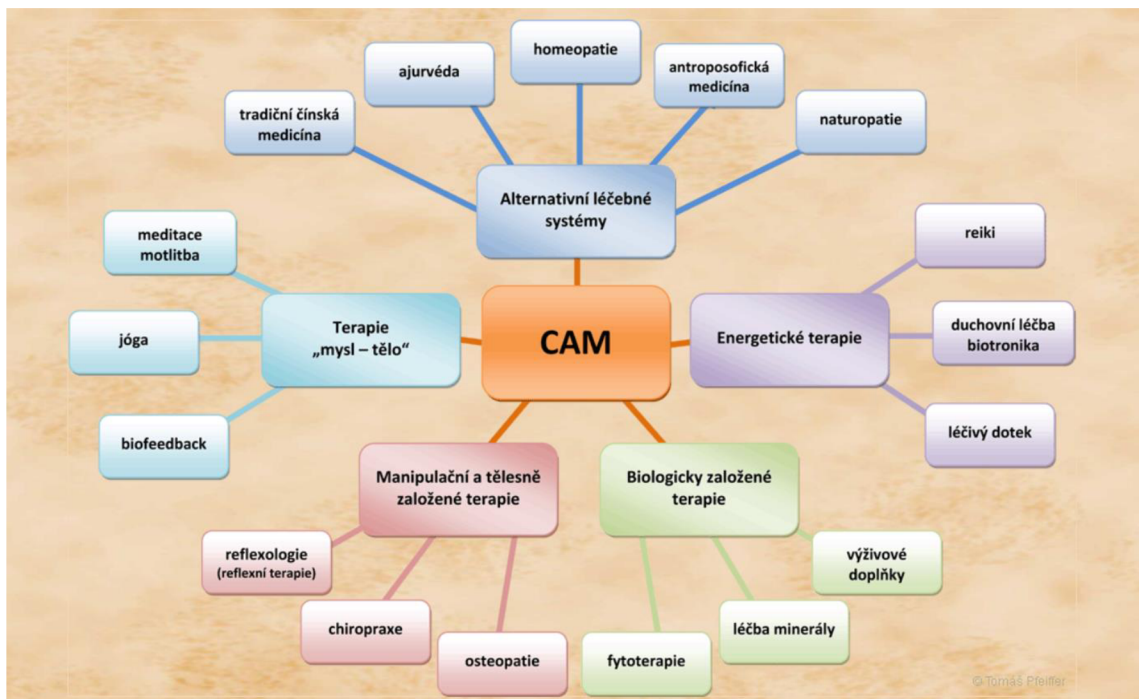 homeopatie
ajurvéda
antroposofická
medicína
tradiční čínská
medicína
naturopatie
Alternativní léčebné
systémy
meditace
motlitba
reiki
Terapie
„mysl – tělo“
CAM
Energetické terapie
jóga
duchovní léčba
biotronika
biofeedback
léčivý dotek
Manipulační a tělesně
založené terapie
Biologicky založené
terapie
reflexologie
(reflexní terapie)
výživové
doplňky
chiropraxe
léčba minerály
osteopatie
fytoterapie
© Tomáš Pfeiffer